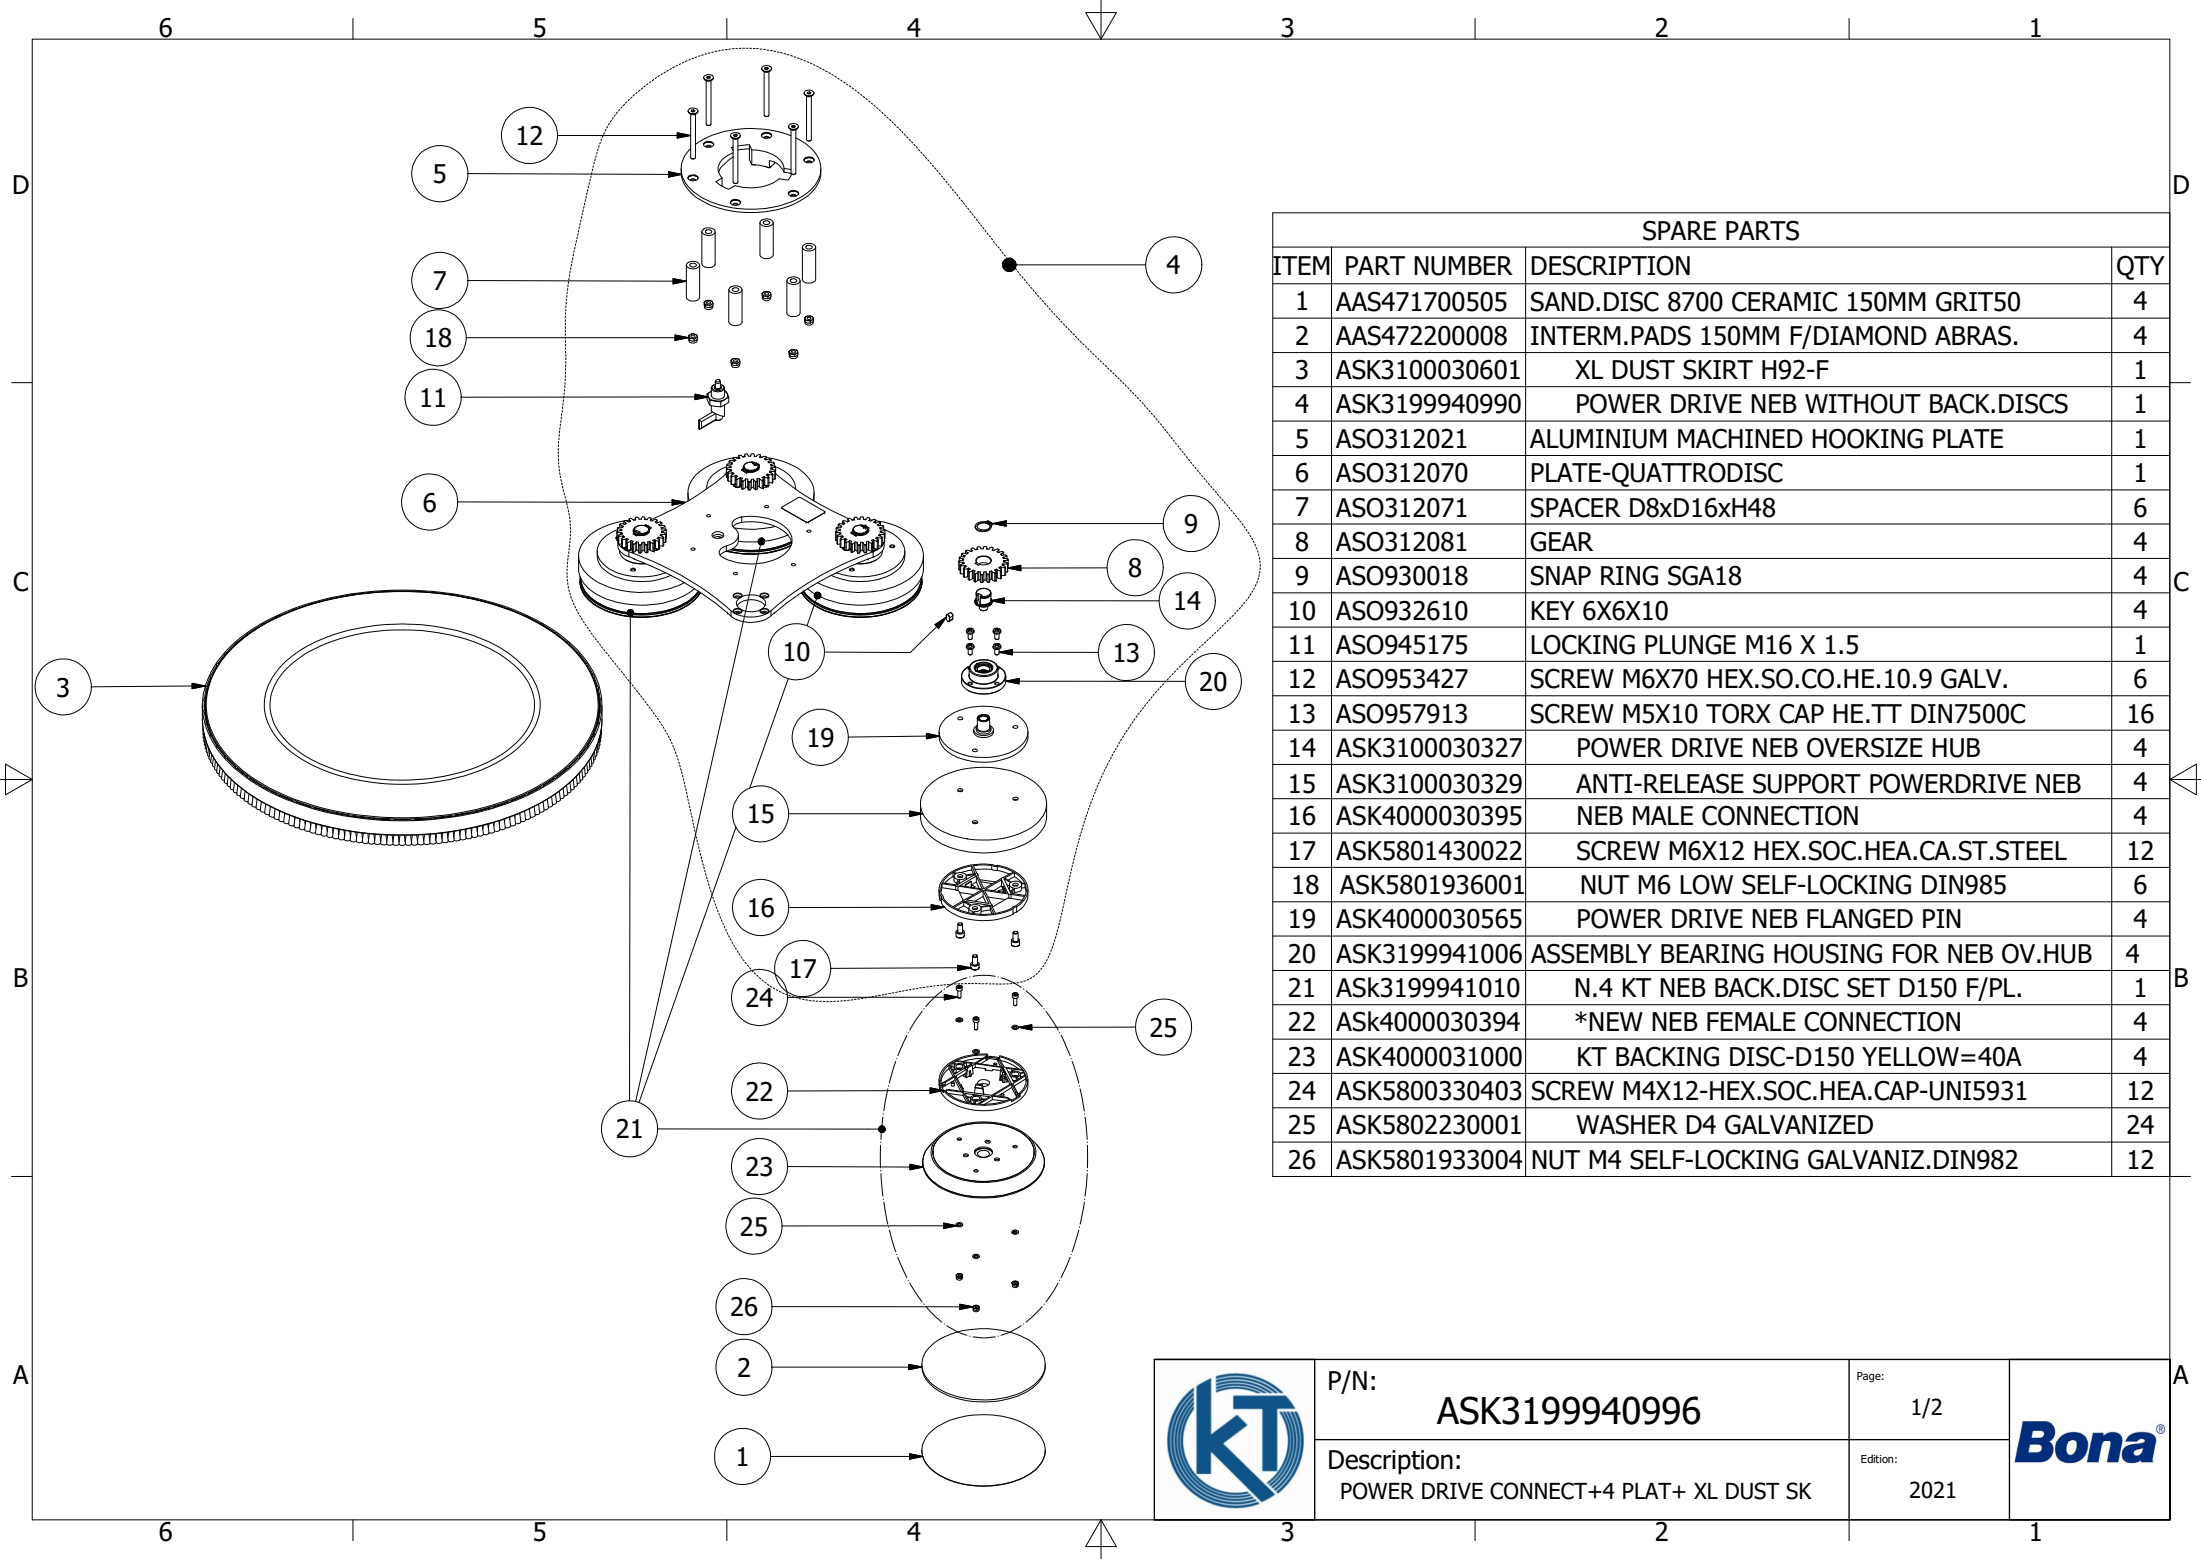 6 5 4 3 2 1
D D
C C
B B
A A
12
5
7
18
11
6
4
9
8
14
10
13
20
3
19
15
16
17
24
25
22
21
23
25
26
2
1
SPARE PARTS
ITEM PART NUMBER DESCRIPTION QTY
1 AAS471700505 SAND.DISC 8700 CERAMIC 150MM GRIT50 4
2 AAS472200008 INTERM.PADS 150MM F/DIAMOND ABRAS. 4
3 ASK3100030601 XL DUST SKIRT H92-F 1
4 ASK3199940990 POWER DRIVE NEB WITHOUT BACK.DISCS 1
5 ASO312021 ALUMINIUM MACHINED HOOKING PLATE 1
6 ASO312070 PLATE-QUATTRODISC 1
7 ASO312071 SPACER D8xD16xH48 6
8 ASO312081 GEAR 4
9 ASO930018 SNAP RING SGA18 4
10 ASO932610 KEY 6X6X10 4
11 ASO945175 LOCKING PLUNGE M16 X 1.5 1
12 ASO953427 SCREW M6X70 HEX.SO.CO.HE.10.9 GALV. 6
13 ASO957913 SCREW M5X10 TORX CAP HE.TT DIN7500C 16
14 ASK3100030327 POWER DRIVE NEB OVERSIZE HUB 4
15 ASK3100030329 ANTI-RELEASE SUPPORT POWERDRIVE NEB 4
16 ASK4000030395 NEB MALE CONNECTION 4
17 ASK5801430022 SCREW M6X12 HEX.SOC.HEA.CA.ST.STEEL 12
18 ASK5801936001 NUT M6 LOW SELF-LOCKING DIN985 6
19 ASK4000030565 POWER DRIVE NEB FLANGED PIN 4
20 ASK3199941006 ASSEMBLY BEARING HOUSING FOR NEB OV.HUB 4
21 ASk3199941010 N.4 KT NEB BACK.DISC SET D150 F/PL. 1
22 ASk4000030394 *NEW NEB FEMALE CONNECTION 4
23 ASK4000031000 KT BACKING DISC-D150 YELLOW=40A 4
24 ASK5800330403 SCREW M4X12-HEX.SOC.HEA.CAP-UNI5931 12
25 ASK5802230001 WASHER D4 GALVANIZED 24
26 ASK5801933004 NUT M4 SELF-LOCKING GALVANIZ.DIN982 12
KT
P/N:
ASK3199940996
Description:
POWER DRIVE CONNECT+4 PLAT+ XL DUST SK
Page:
1/2
Edition:
2021
Bona®
6 5 4 3 2 1